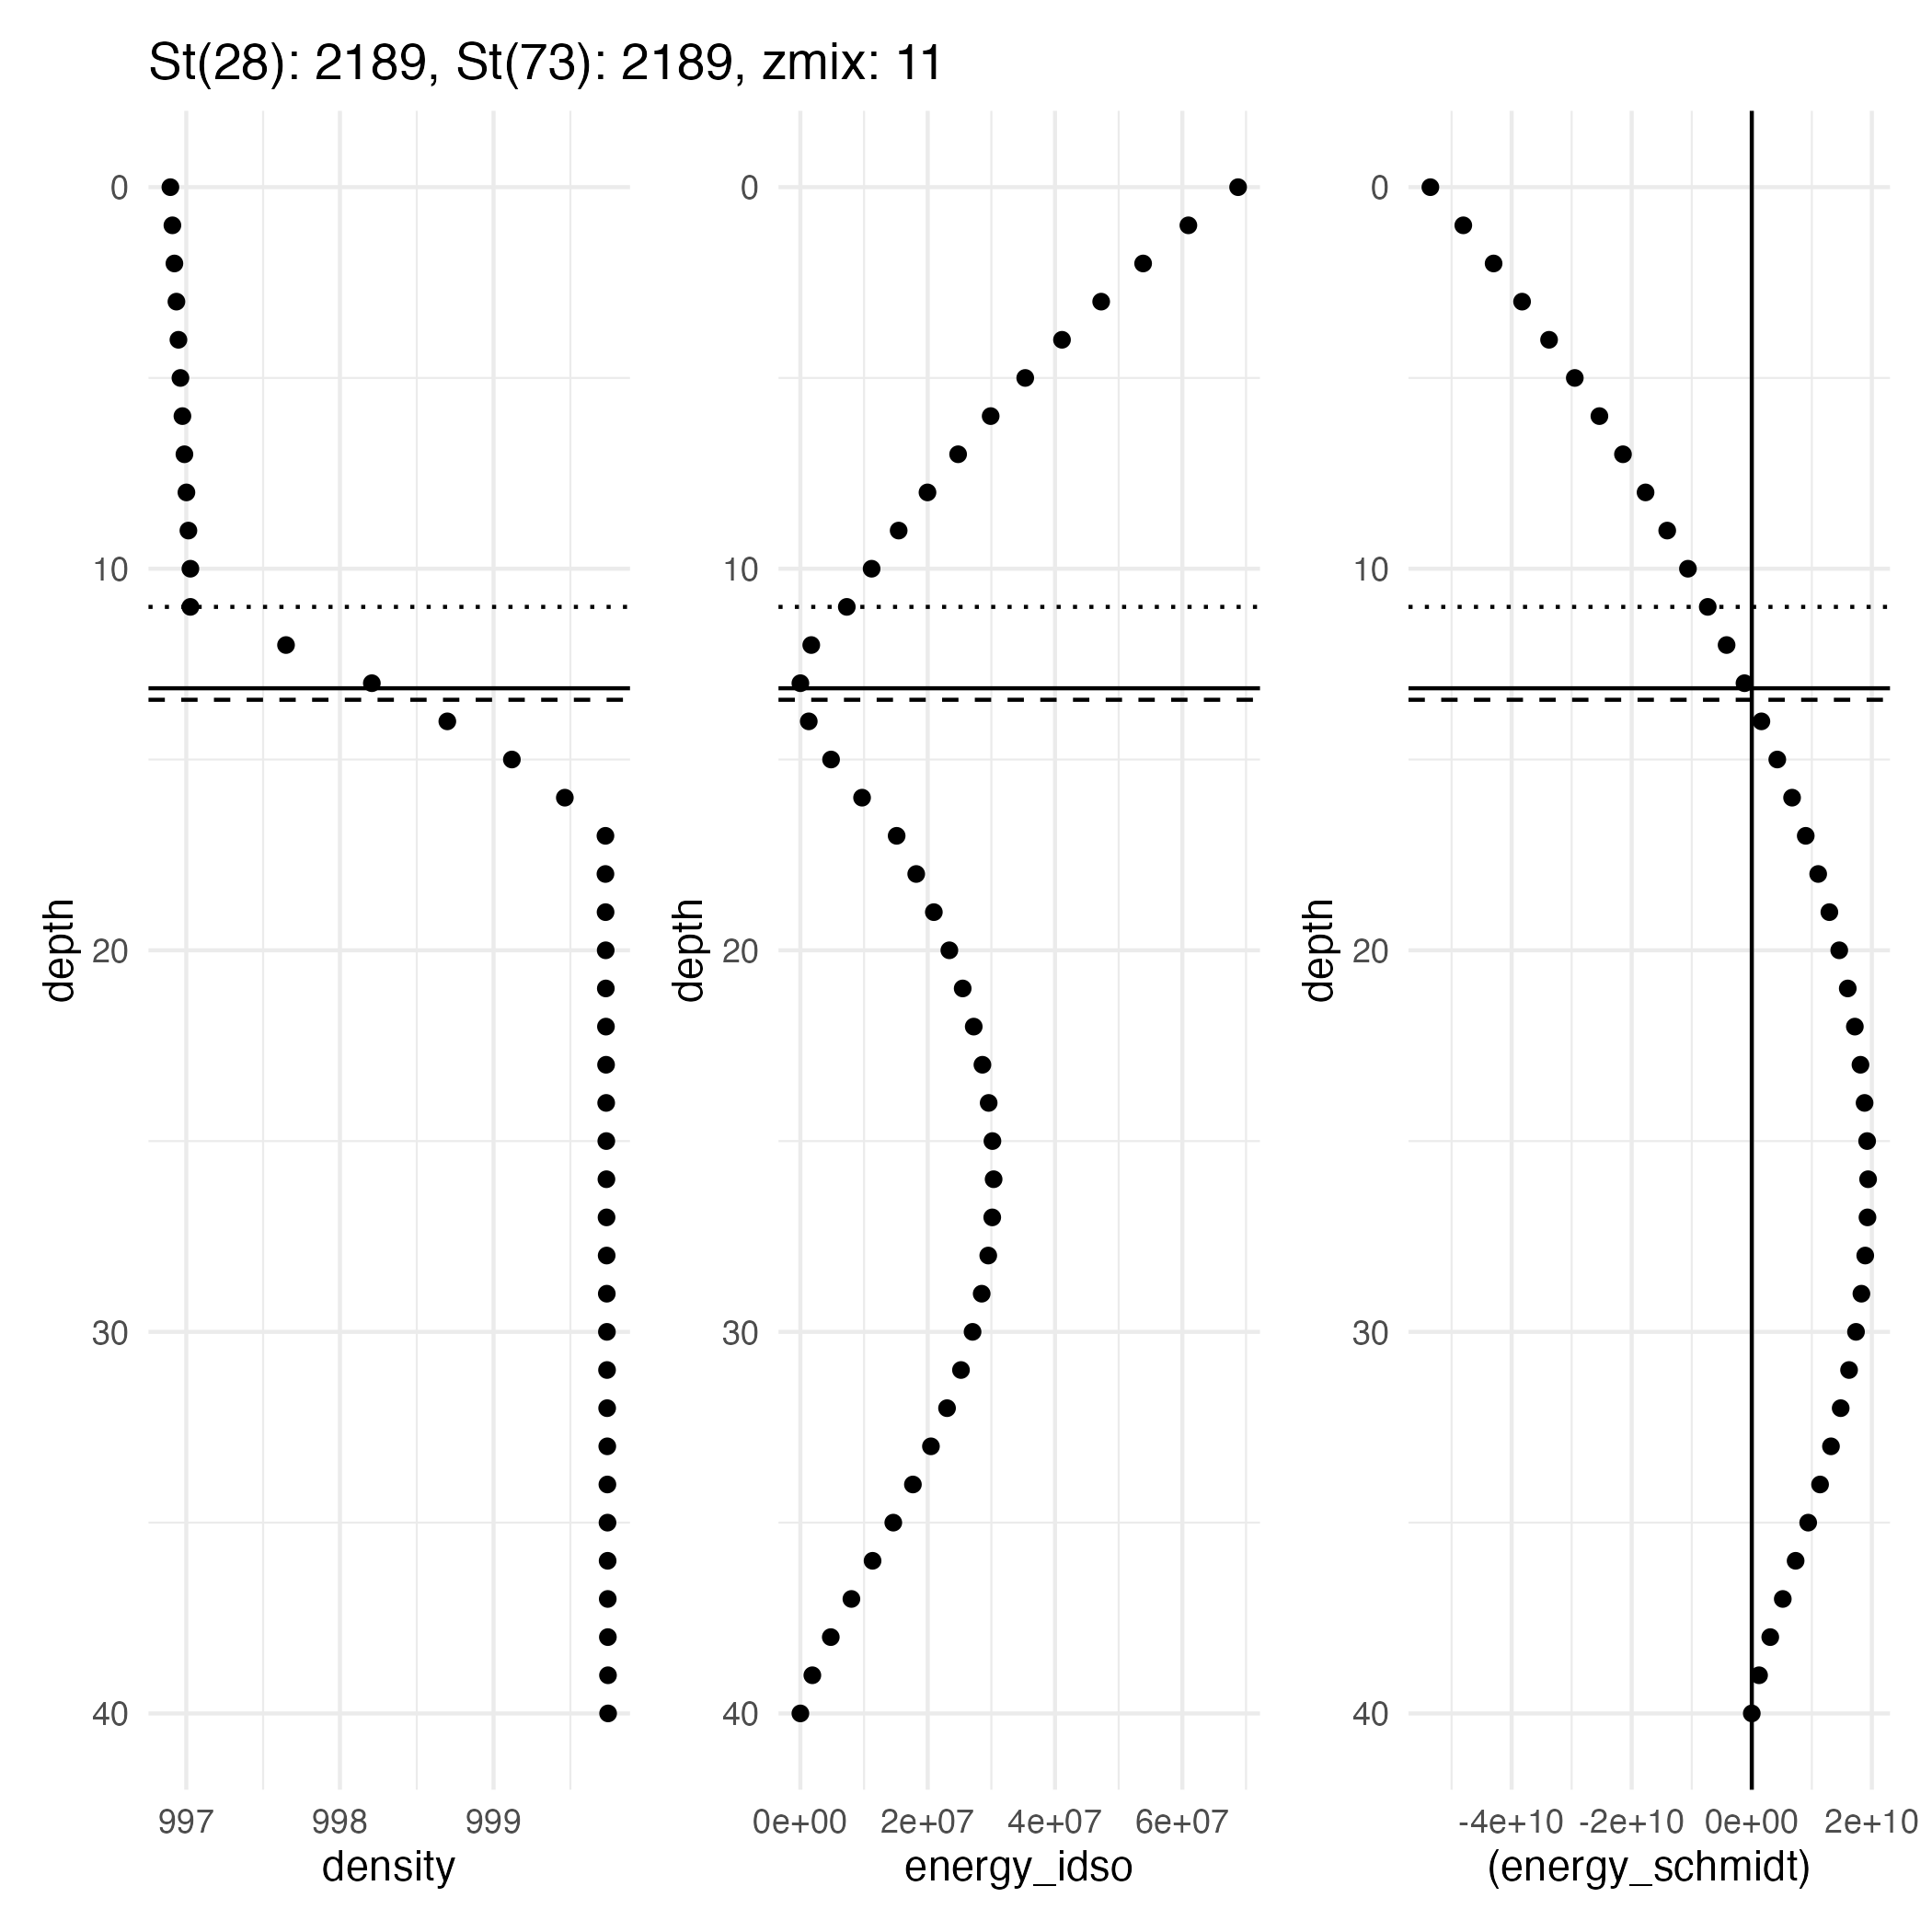 St(28): 2189, St(73): 2189, zmix: 11
depth
0
10
20
30
40
997 998 999
density
depth
0
10
20
30
40
0e+00 2e+07 4e+07 6e+07
energy_idso
depth
0
10
20
30
40
-4e+10 -2e+10 0e+00 2e+10
(energy_schmidt)